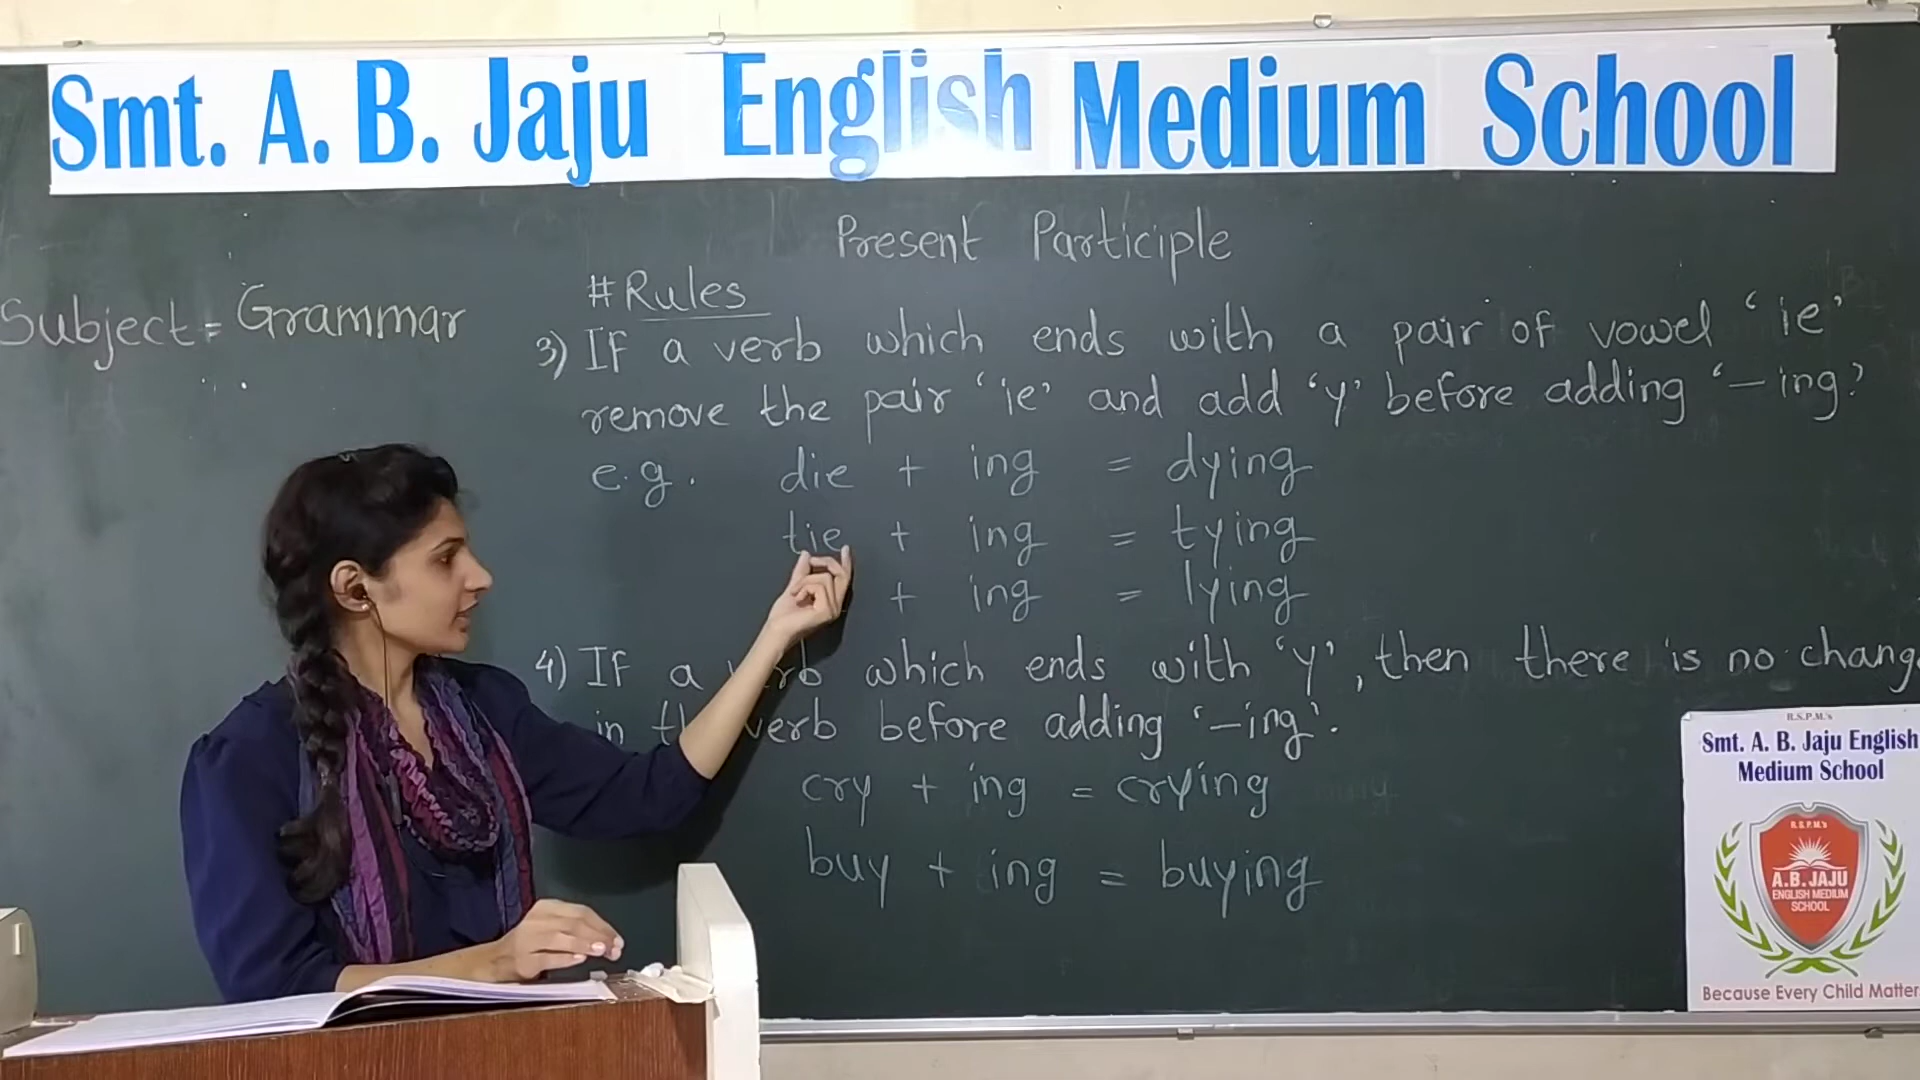 Smt. A. B. Jaju English Medium School
Present Participle
Subject = Grammar
# Rules
3) If a verb which ends with a pair of vowel 'ie'
remove the pair 'ie' and add 'y' before adding '-ing'.
e.g. die + ing = dying
tie + ing = tying
+ ing = lying
4) If a which ends with 'y', then there is no chang
in verb before adding '-ing'.
cry + ing = crying
buy + ing = buying
R.S.P.M.'s
Smt. A. B. Jaju English
Medium School
R.S.P.M.'s
A.B.JAJU
ENGLISH MEDIUM
SCHOOL
Because Every Child Matter